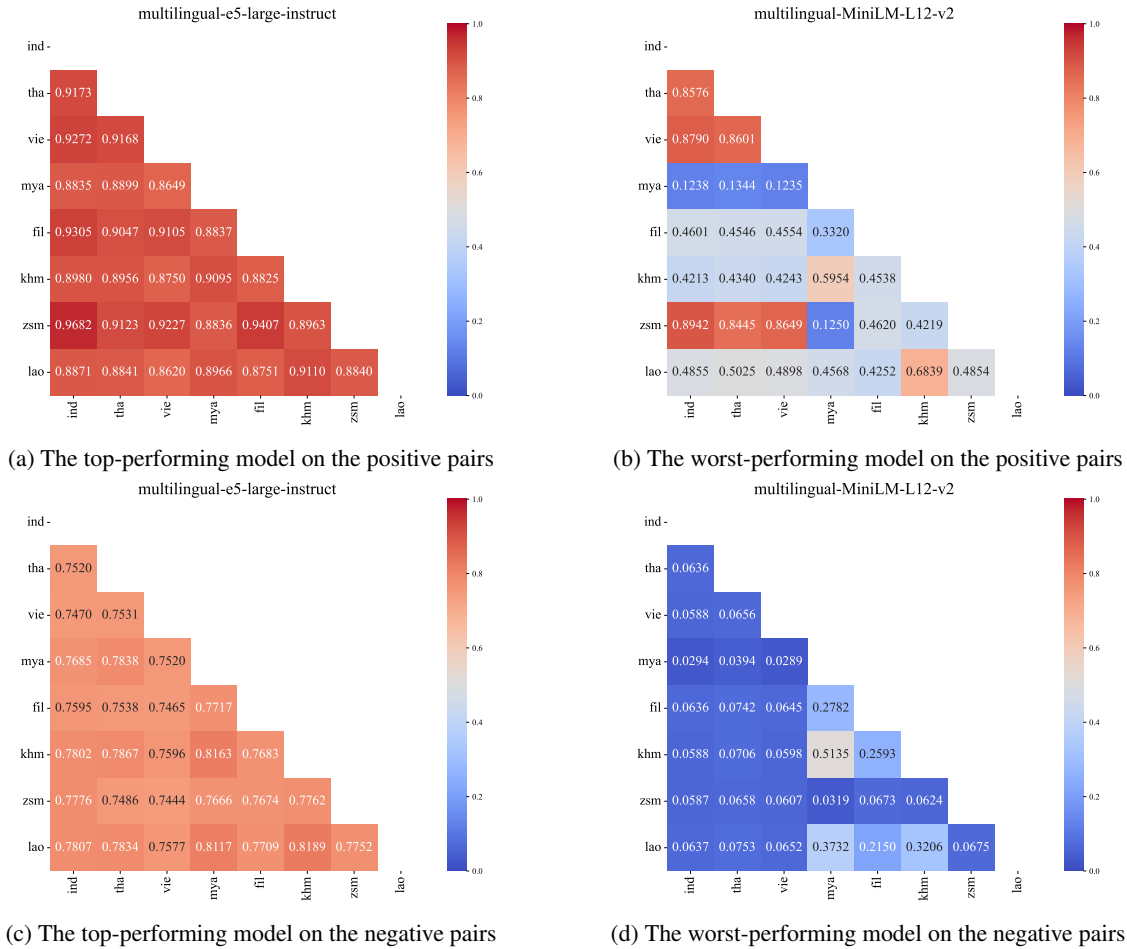 multilingual-e5-large-instruct
ind
tha 0.9173
vie 0.9272 0.9168
mya 0.8835 0.8899 0.8649
fil 0.9305 0.9047 0.9105 0.8837
khm 0.8980 0.8956 0.8750 0.9095 0.8825
zsm 0.9682 0.9123 0.9227 0.8836 0.9407 0.8963
lao 0.8871 0.8841 0.8620 0.8966 0.8751 0.9110 0.8840
ind tha vie mya fil khm zsm lao
1.0
0.8
0.6
0.4
0.2
0.0
(a) The top-performing model on the positive pairs
multilingual-MiniLM-L12-v2
ind
tha 0.8576
vie 0.8790 0.8601
mya 0.1238 0.1344 0.1235
fil 0.4601 0.4546 0.4554 0.3320
khm 0.4213 0.4340 0.4243 0.5954 0.4538
zsm 0.8942 0.8445 0.8649 0.1250 0.4620 0.4219
lao 0.4855 0.5025 0.4898 0.4568 0.4252 0.6839 0.4854
ind tha vie mya fil khm zsm lao
1.0
0.8
0.6
0.4
0.2
0.0
(b) The worst-performing model on the positive pairs
multilingual-e5-large-instruct
ind
tha 0.7520
vie 0.7470 0.7531
mya 0.7685 0.7838 0.7520
fil 0.7595 0.7538 0.7465 0.7717
khm 0.7802 0.7867 0.7596 0.8163 0.7683
zsm 0.7776 0.7486 0.7444 0.7666 0.7674 0.7762
lao 0.7807 0.7834 0.7577 0.8117 0.7709 0.8189 0.7752
ind tha vie mya fil khm zsm lao
1.0
0.8
0.6
0.4
0.2
0.0
(c) The top-performing model on the negative pairs
multilingual-MiniLM-L12-v2
ind
tha 0.0636
vie 0.0588 0.0656
mya 0.0294 0.0394 0.0289
fil 0.0636 0.0742 0.0645 0.2782
khm 0.0588 0.0706 0.0598 0.5135 0.2593
zsm 0.0587 0.0658 0.0607 0.0319 0.0673 0.0624
lao 0.0637 0.0753 0.0652 0.3732 0.2150 0.3206 0.0675
ind tha vie mya fil khm zsm lao
1.0
0.8
0.6
0.4
0.2
0.0
(d) The worst-performing model on the negative pairs